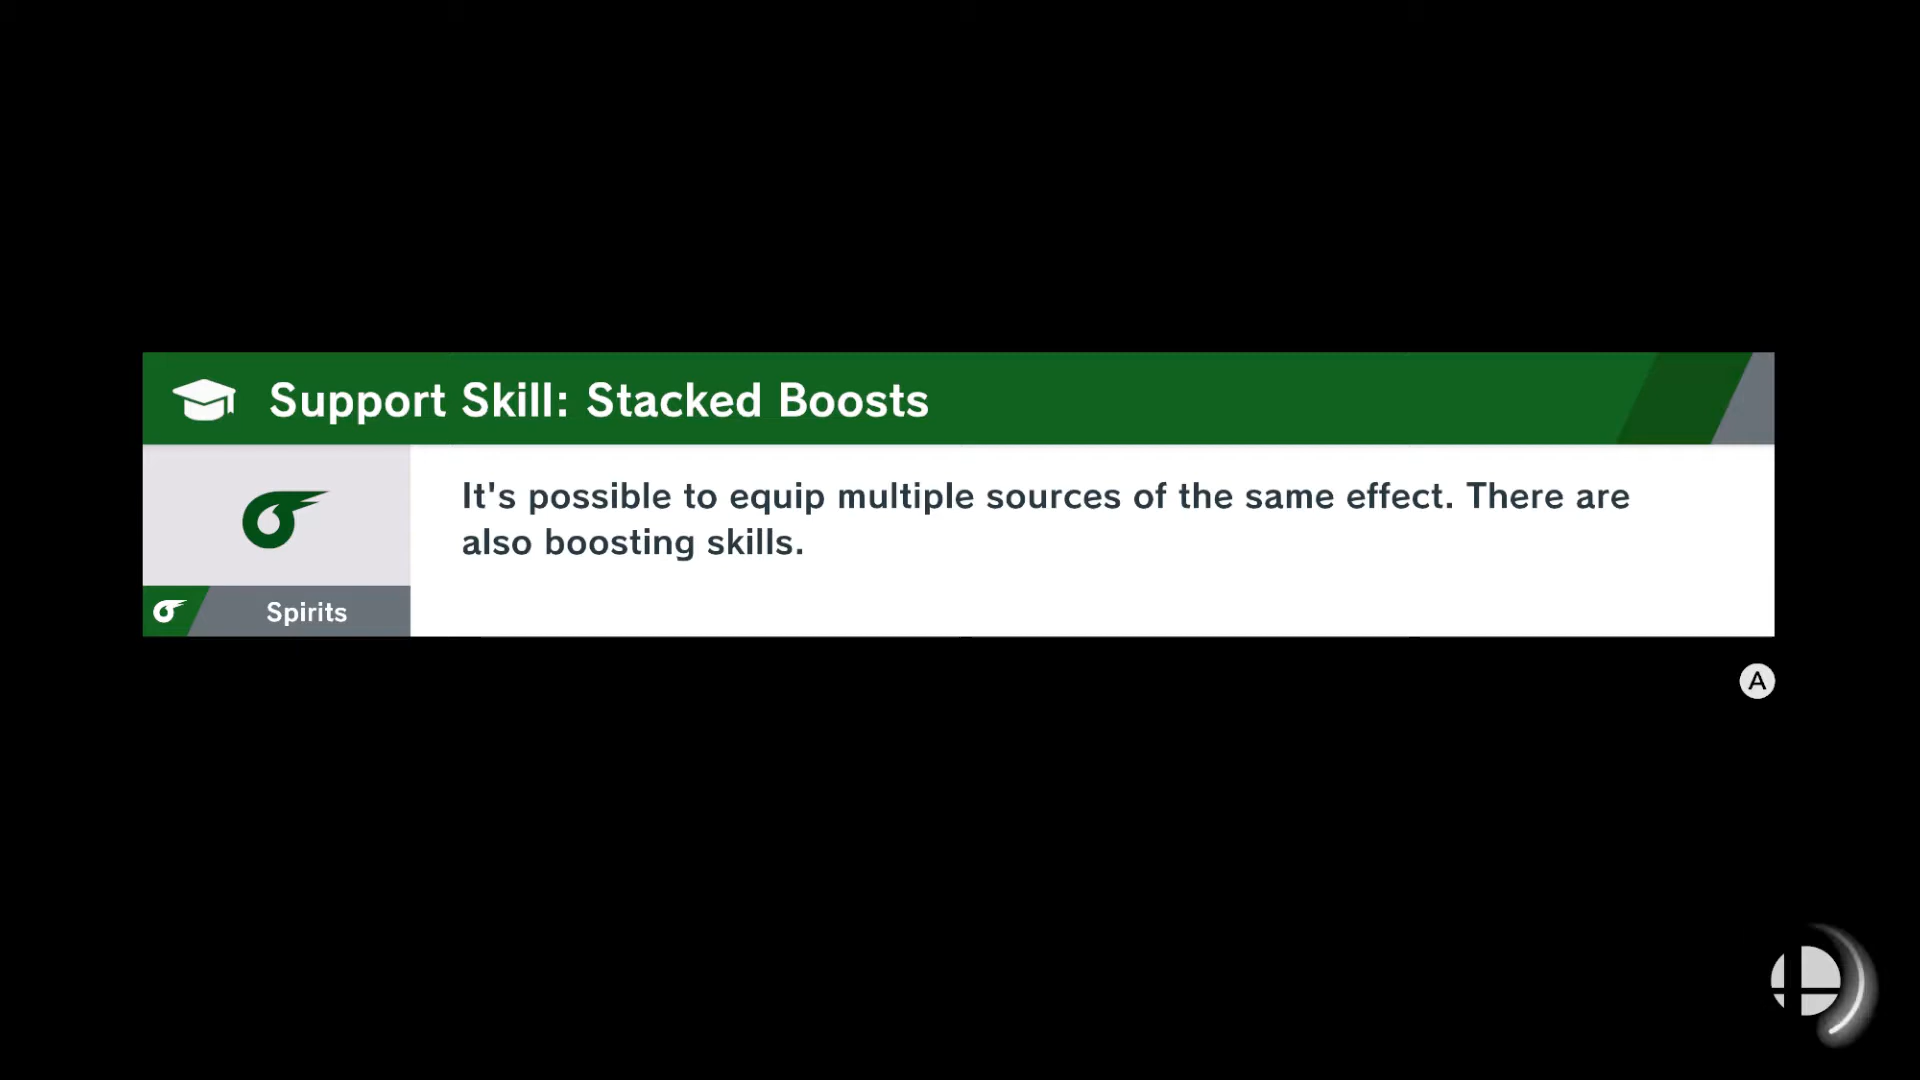 Support Skill: Stacked Boosts
It's possible to equip multiple sources of the same effect. There are
also boosting skills.
Spirits
A